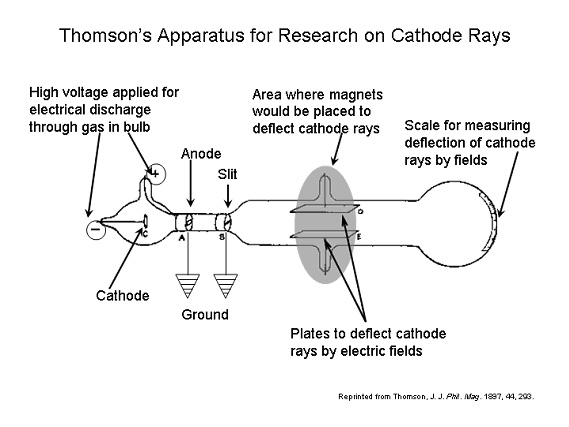 Thomson's Apparatus for Research on Cathode Rays
High voltage applied for
electrical discharge
through gas in bulb
Area where magnets
would be placed to
deflect cathode rays
Scale for measuring
deflection of cathode
rays by fields
Anode
Slit
+
−
C
A
B
D
E
Cathode
Ground
Plates to deflect cathode
rays by electric fields
Reprinted from Thomson, J. J. Phil. Mag. 1897, 44, 293.